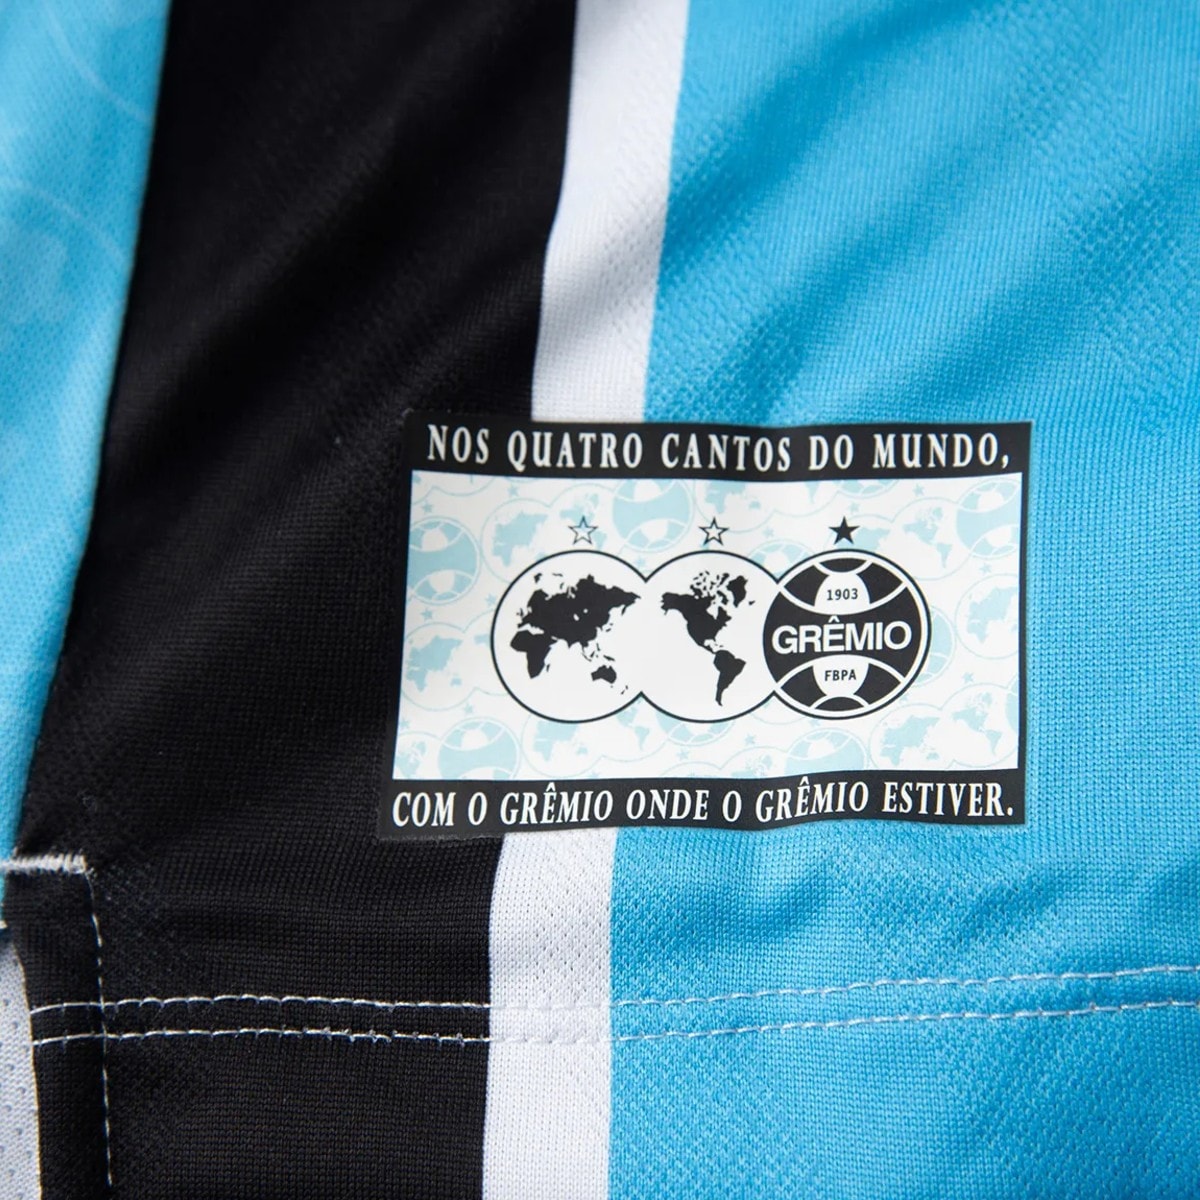 NOS QUATRO CANTOS DO MUNDO,
1903
GRÊMIO
FBPA
COM O GRÊMIO ONDE O GRÊMIO ESTIVER.